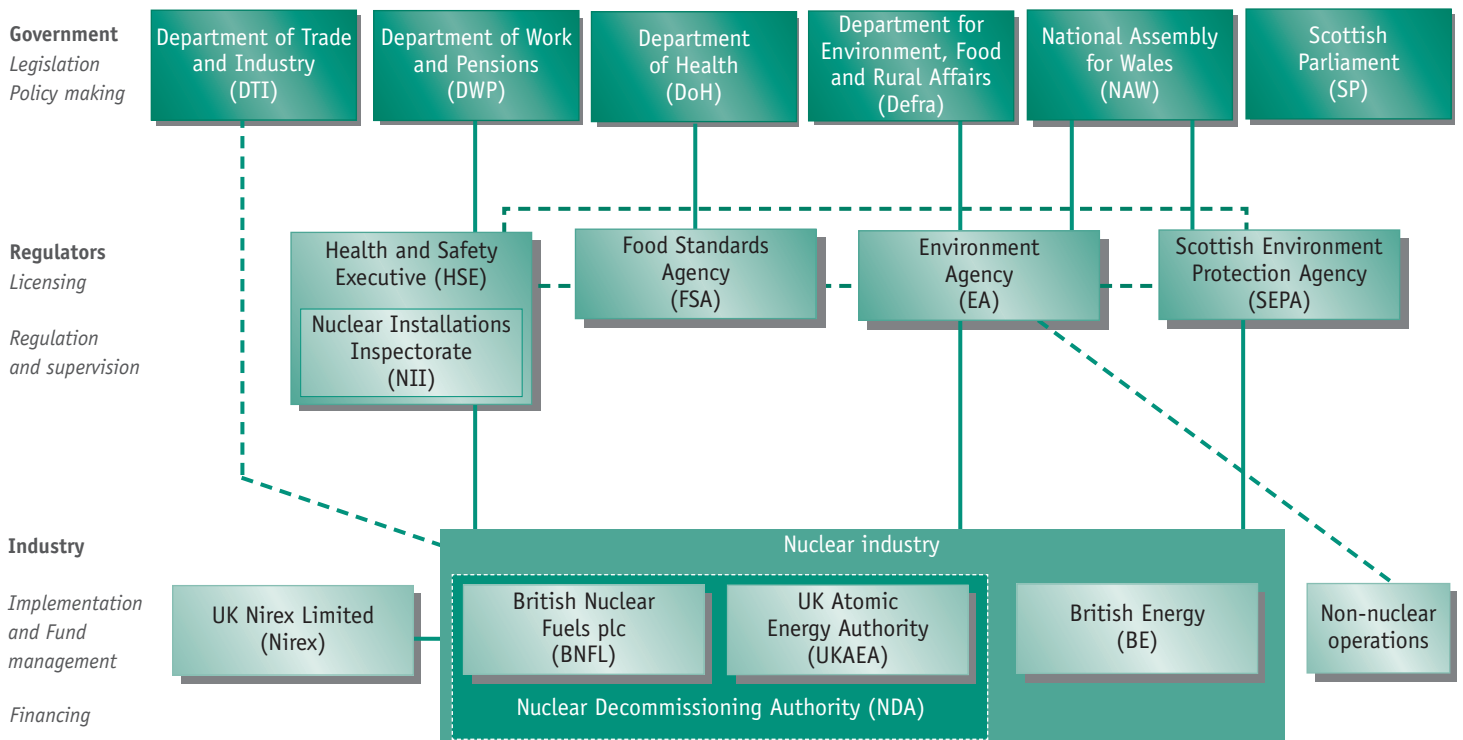 Government
Legislation
Policy making
Department of Trade
and Industry
(DTI)
Department of Work
and Pensions
(DWP)
Department
of Health
(DoH)
Department for
Environment, Food
and Rural Affairs
(Defra)
National Assembly
for Wales
(NAW)
Scottish
Parliament
(SP)
Regulators
Licensing
Regulation
and supervision
Health and Safety
Executive (HSE)
Nuclear Installations
Inspectorate
(NII)
Food Standards
Agency
(FSA)
Environment
Agency
(EA)
Scottish Environment
Protection Agency
(SEPA)
Industry
Implementation
and Fund
management
Financing
UK Nirex Limited
(Nirex)
Nuclear industry
British Nuclear
Fuels plc
(BNFL)
UK Atomic
Energy Authority
(UKAEA)
Nuclear Decommissioning Authority (NDA)
British Energy
(BE)
Non-nuclear
operations